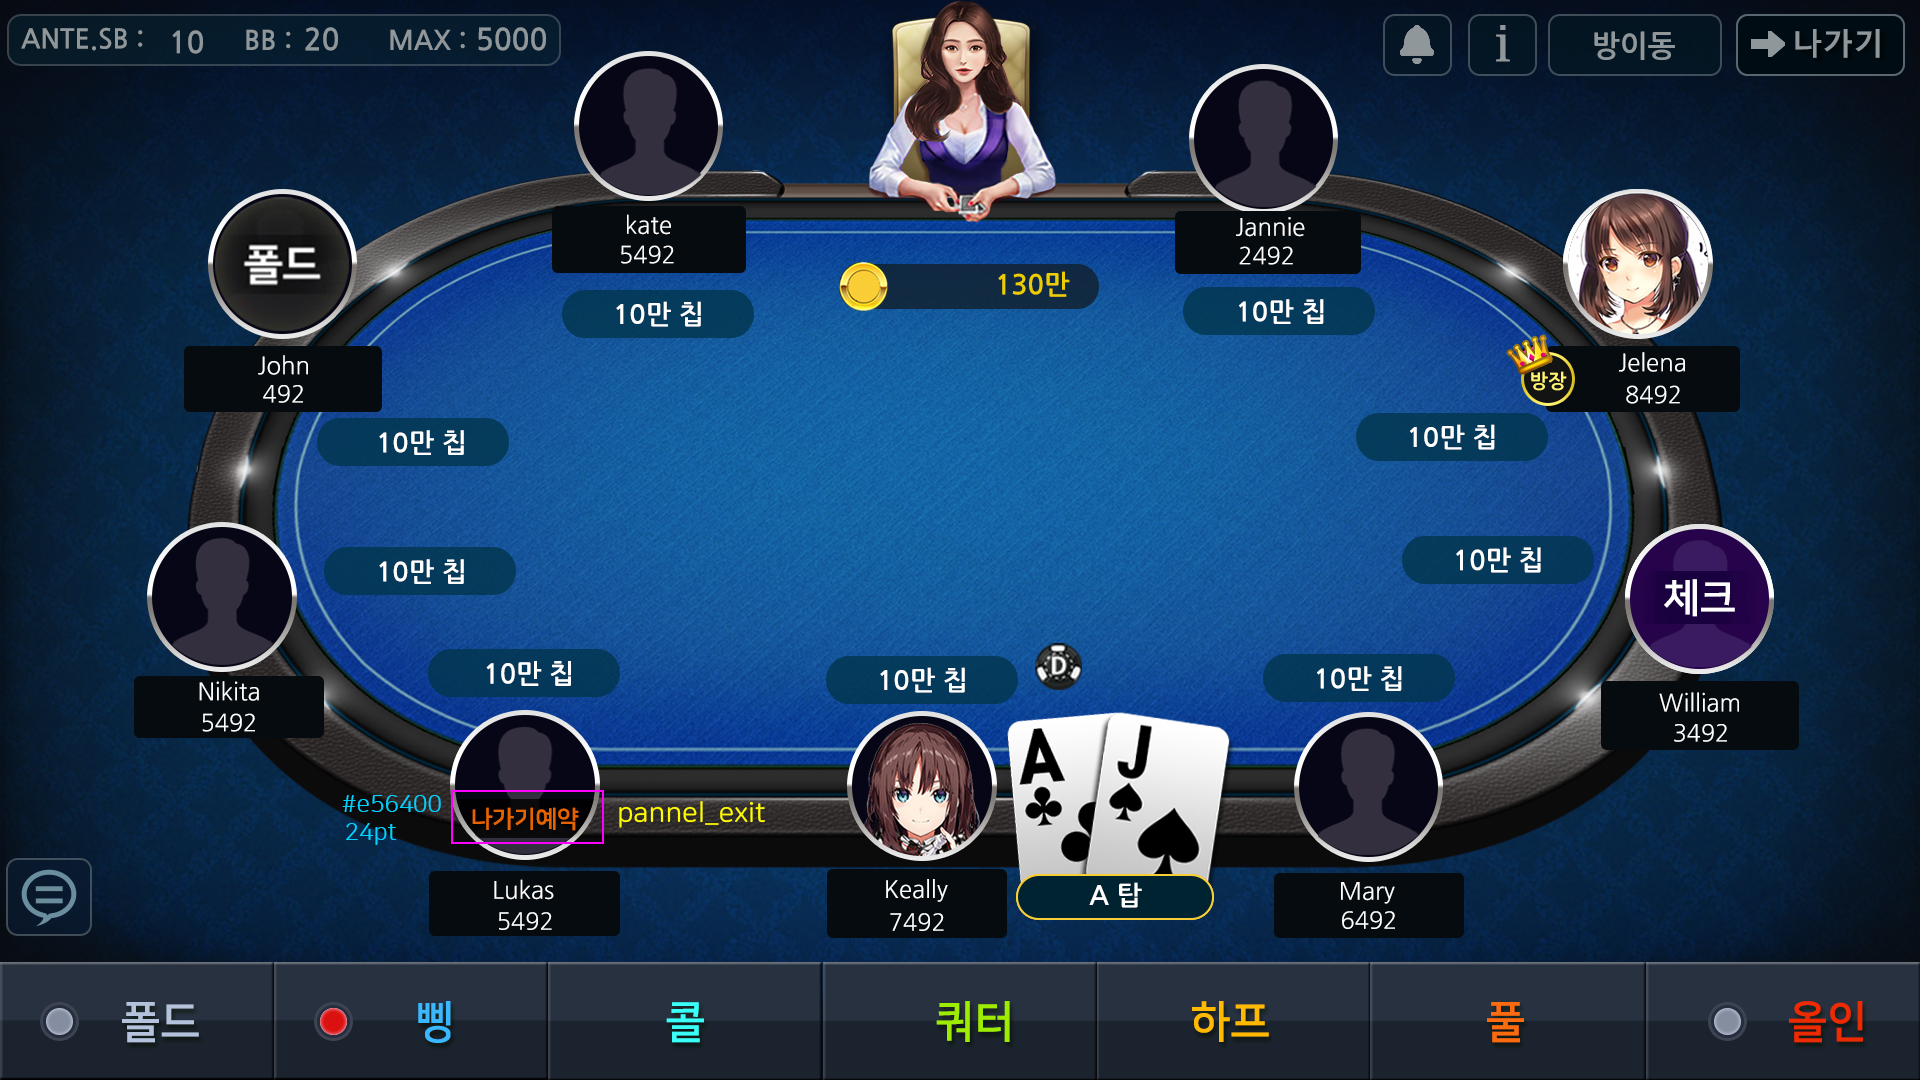 ANTE.SB : 10 BB : 20 MAX : 5000
i
방이동
나가기
kate
5492
10만 칩
130만
Jannie
2492
10만 칩
폴드
John
492
10만 칩
방장
Jelena
8492
10만 칩
Nikita
5492
10만 칩
체크
William
3492
10만 칩
10만 칩
#e56400
24pt
나가기예약
pannel_exit
Lukas
5492
10만 칩
D
Keally
7492
A
J
A 탑
10만 칩
Mary
6492
폴드
삥
콜
쿼터
하프
풀
올인